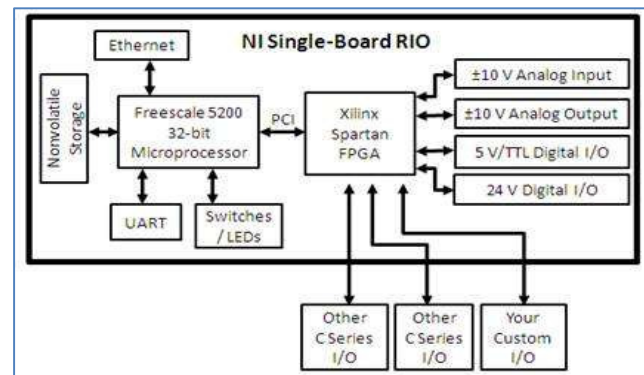 NI Single-Board RIO
Ethernet
Nonvolatile
Storage
Freescale 5200
32-bit
Microprocessor
PCI
Xilinx
Spartan
FPGA
UART
Switches
/ LEDs
±10 V Analog Input
±10 V Analog Output
5 V/TTL Digital I/O
24 V Digital I/O
Other
C Series
I/O
Other
C Series
I/O
Your
Custom
I/O